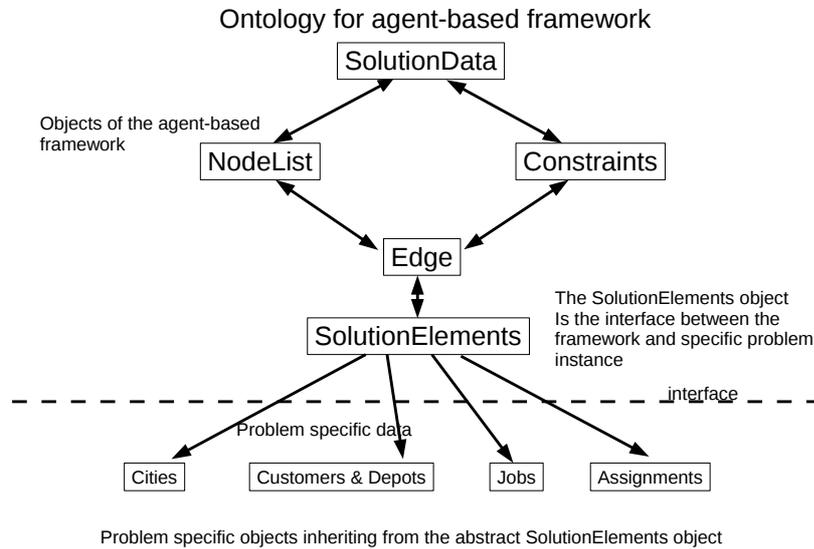 Ontology for agent-based framework
SolutionData
Objects of the agent-based
framework
NodeList
Constraints
Edge
The SolutionElements object
Is the interface between the
framework and specific problem
instance
SolutionElements
interface
Problem specific data
Cities
Customers & Depots
Jobs
Assignments
Problem specific objects inheriting from the abstract SolutionElements object